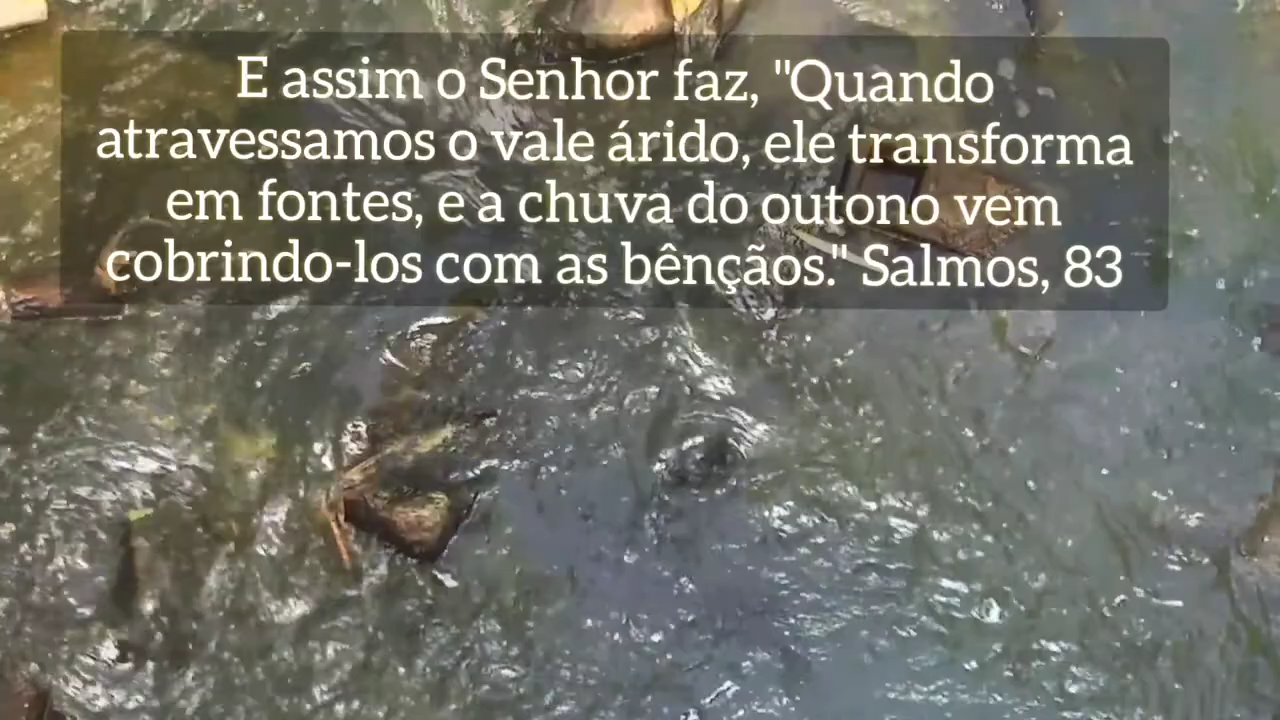 E assim o Senhor faz, "Quando
atravessamos o vale árido, ele transforma
em fontes, e a chuva do outono vem
cobrindo-los com as bênçãos." Salmos, 83